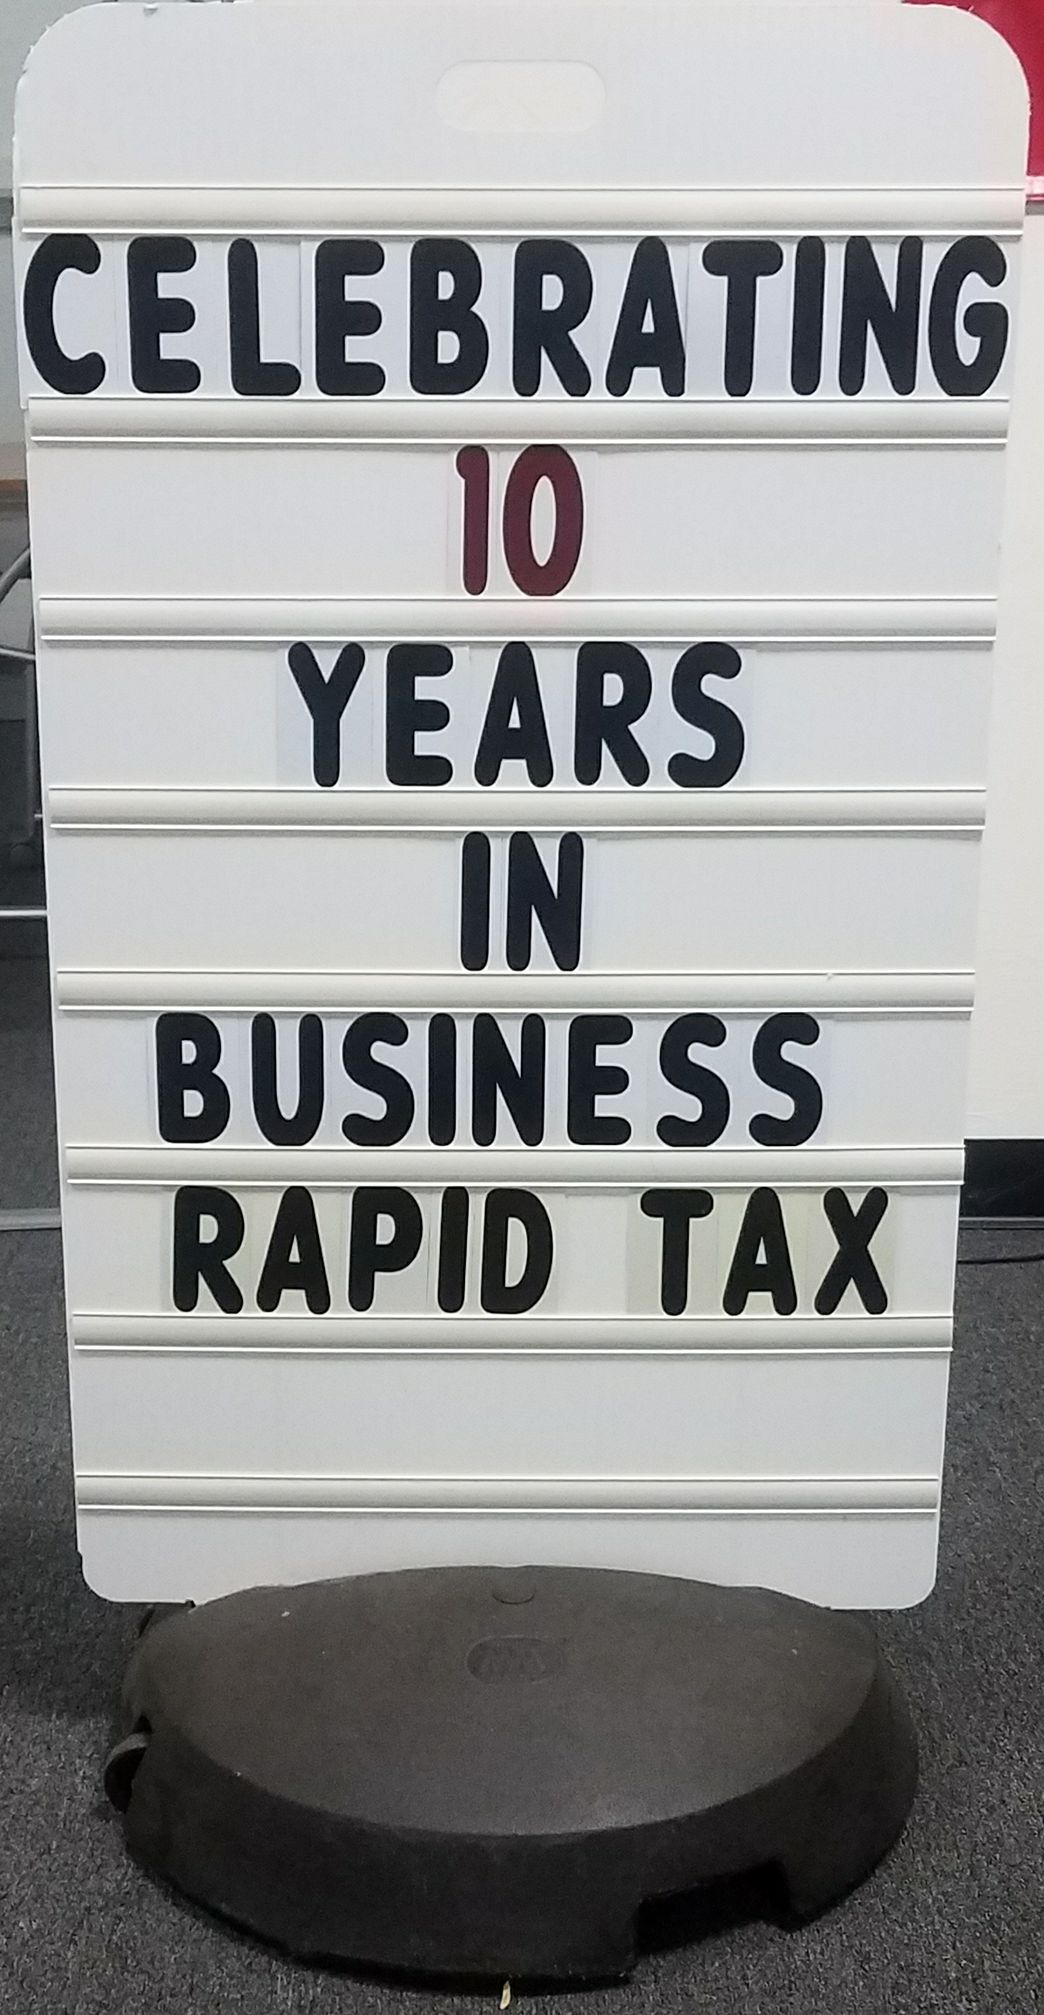 CELEBRATING
10
YEARS
IN
BUSINESS
RAPID TAX